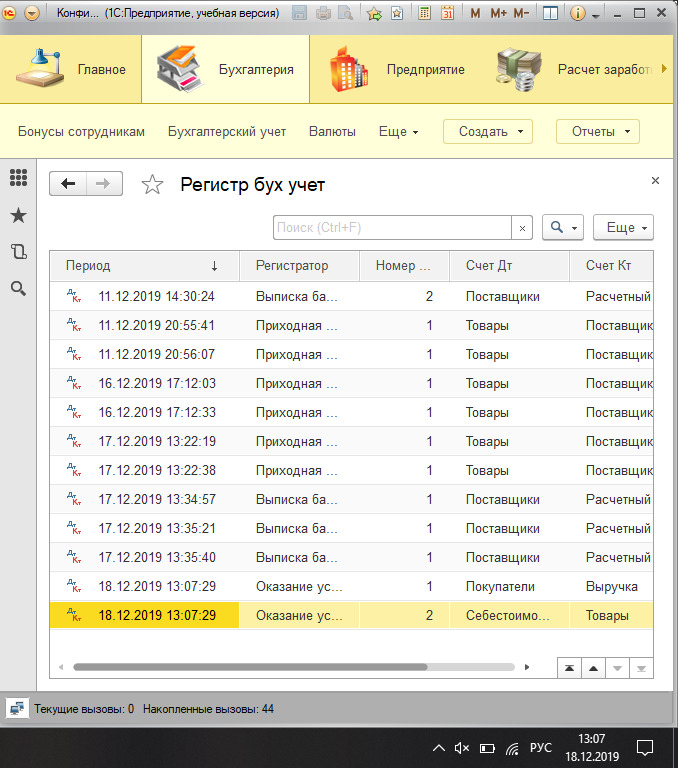 Конфи... (1С:Предприятие, учебная версия)
M M+ M-
Главное Бухгалтерия Предприятие Расчет заработ
Бонусы сотрудникам Бухгалтерский учет Валюты Еще Создать Отчеты
Регистр бух учет
Поиск (Ctrl+F) Еще
Период Регистратор Номер ... Счет Дт Счет Кт
11.12.2019 14:30:24 Выписка ба... 2 Поставщики Расчетный
11.12.2019 20:55:41 Приходная ... 1 Товары Поставщик
11.12.2019 20:56:07 Приходная ... 1 Товары Поставщик
16.12.2019 17:12:03 Приходная ... 1 Товары Поставщик
16.12.2019 17:12:33 Приходная ... 1 Товары Поставщик
17.12.2019 13:22:19 Приходная ... 1 Товары Поставщик
17.12.2019 13:22:38 Приходная ... 1 Товары Поставщик
17.12.2019 13:34:57 Выписка ба... 1 Поставщики Расчетный
17.12.2019 13:35:21 Выписка ба... 1 Поставщики Расчетный
17.12.2019 13:35:40 Выписка ба... 1 Поставщики Расчетный
18.12.2019 13:07:29 Оказание ус... 1 Покупатели Выручка
18.12.2019 13:07:29 Оказание ус... 2 Себестоимо... Товары
Текущие вызовы: 0 Накопленные вызовы: 44
РУС 13:07
18.12.2019